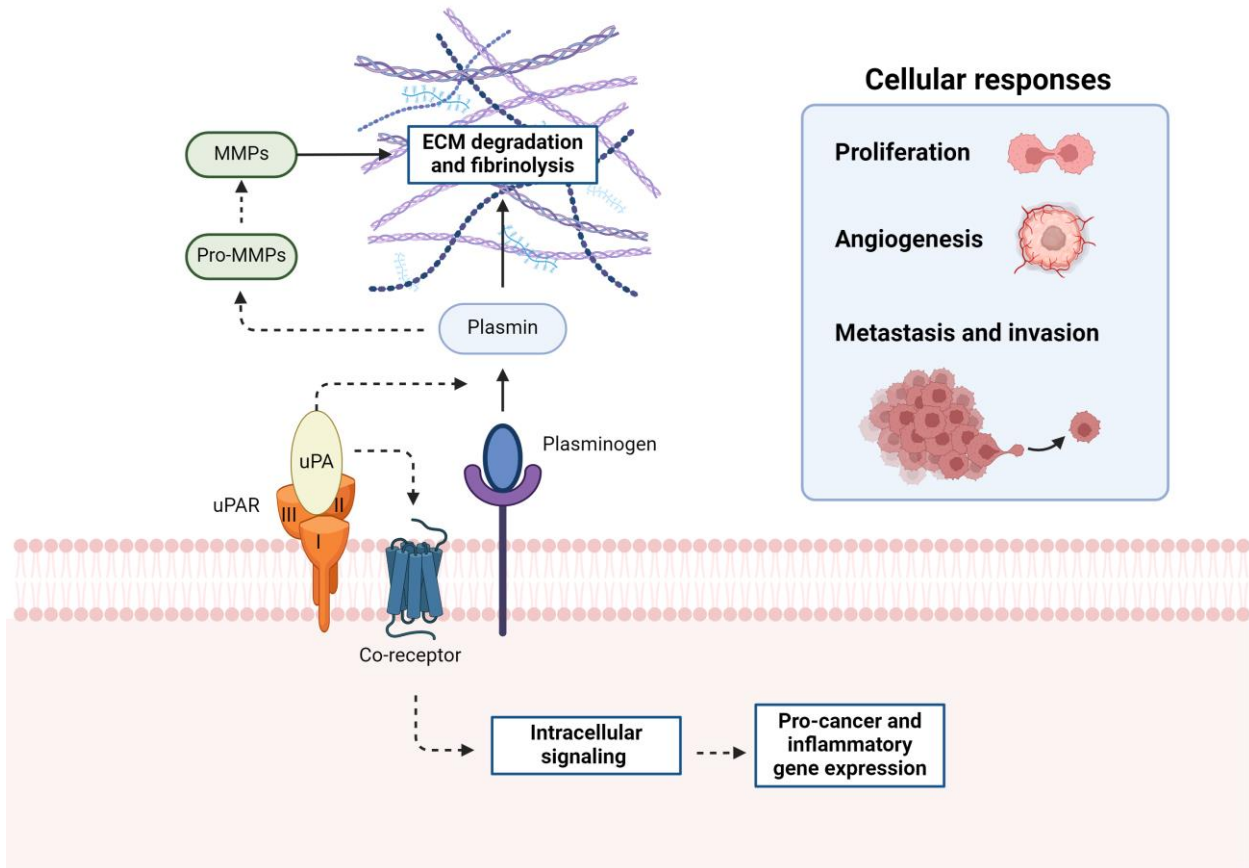 Cellular responses
ECM degradation
and fibrinolysis
MMPs
Pro-MMPs
Plasmin
uPA
Plasminogen
uPAR
III
II
I
Co-receptor
Intracellular
signaling
Pro-cancer and
inflammatory
gene expression
Proliferation
Angiogenesis
Metastasis and invasion